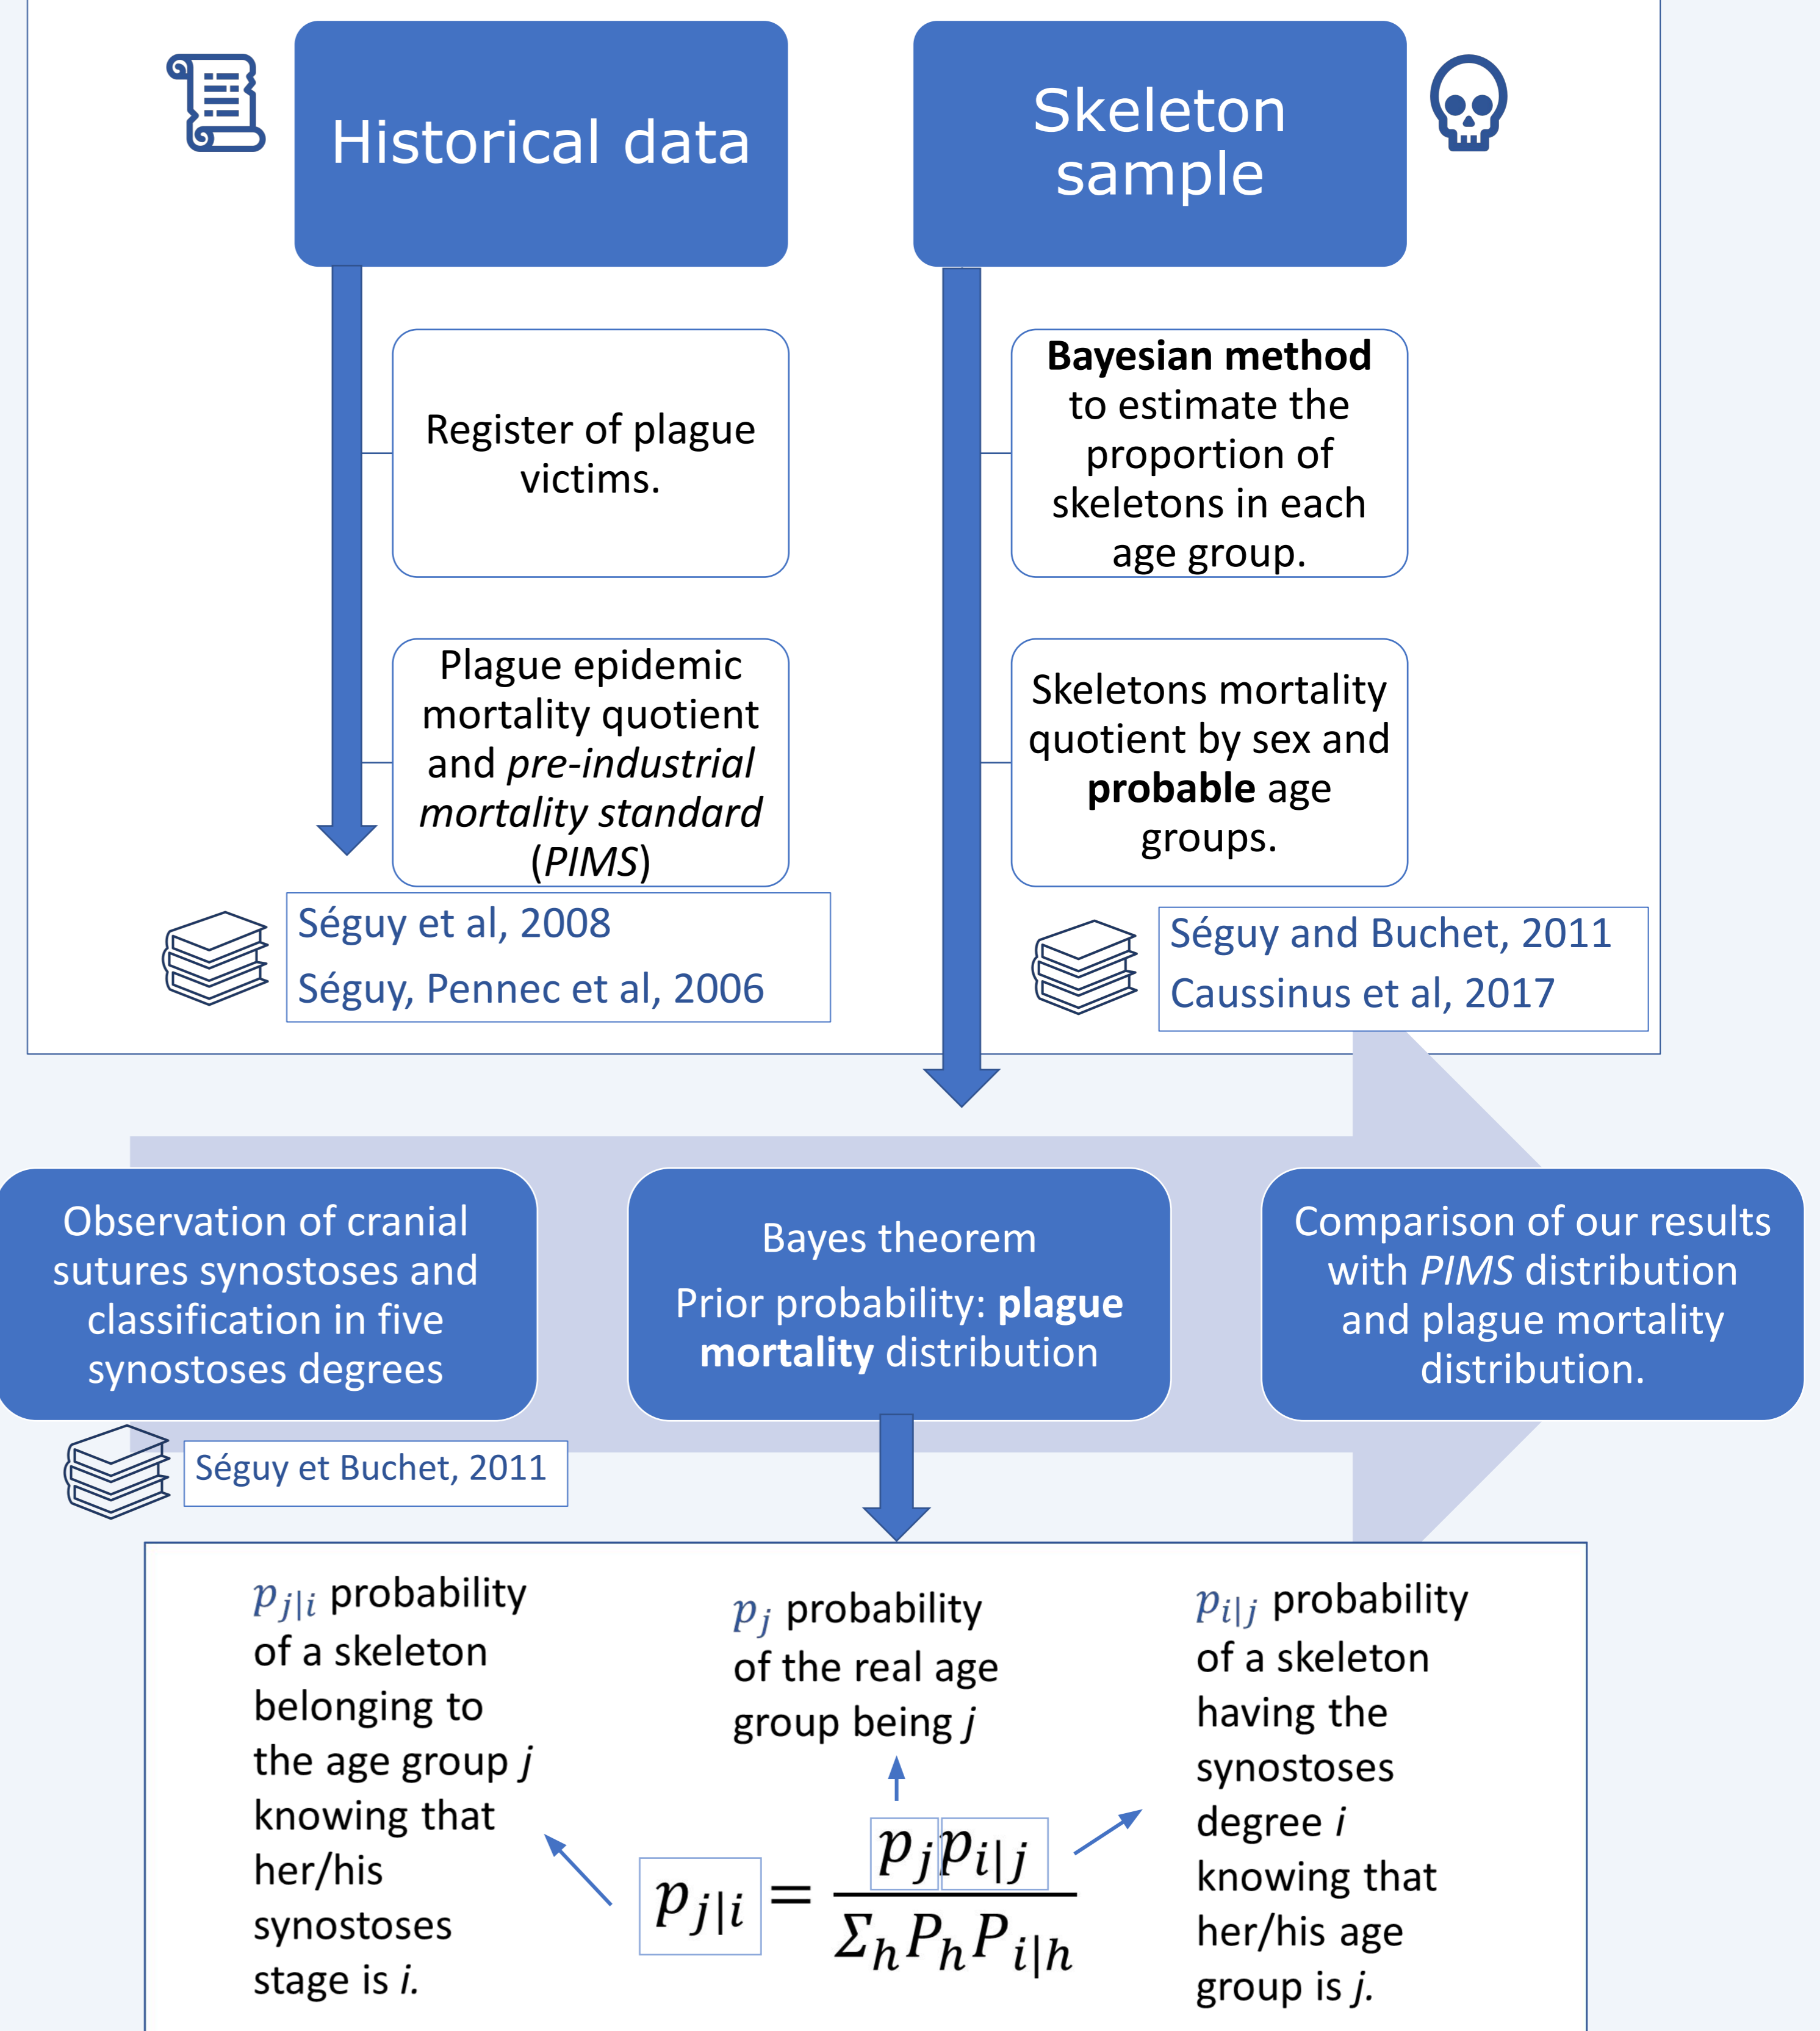 Historical data
Register of plague
victims.
Plague epidemic
mortality quotient
and pre-industrial
mortality standard
(PIMS)
Séguy et al, 2008
Séguy, Pennec et al, 2006
Skeleton
sample
Bayesian method
to estimate the
proportion of
skeletons in each
age group.
Skeletons mortality
quotient by sex and
probable age
groups.
Séguy and Buchet, 2011
Caussinus et al, 2017
Observation of cranial
sutures synostoses and
classification in five
synostoses degrees
Séguy et Buchet, 2011
Bayes theorem
Prior probability: plague
mortality distribution
Comparison of our results
with PIMS distribution
and plague mortality
distribution.
p_{j|i} probability
of a skeleton
belonging to
the age group j
knowing that
her/his
synostoses
stage is i.
p_j probability
of the real age
group being j
p_{i|j} probability
of a skeleton
having the
synostoses
degree i
knowing that
her/his age
group is j.
p_{j|i} = \frac{p_j p_{i|j}}{Σ_h P_h P_{i|h}}